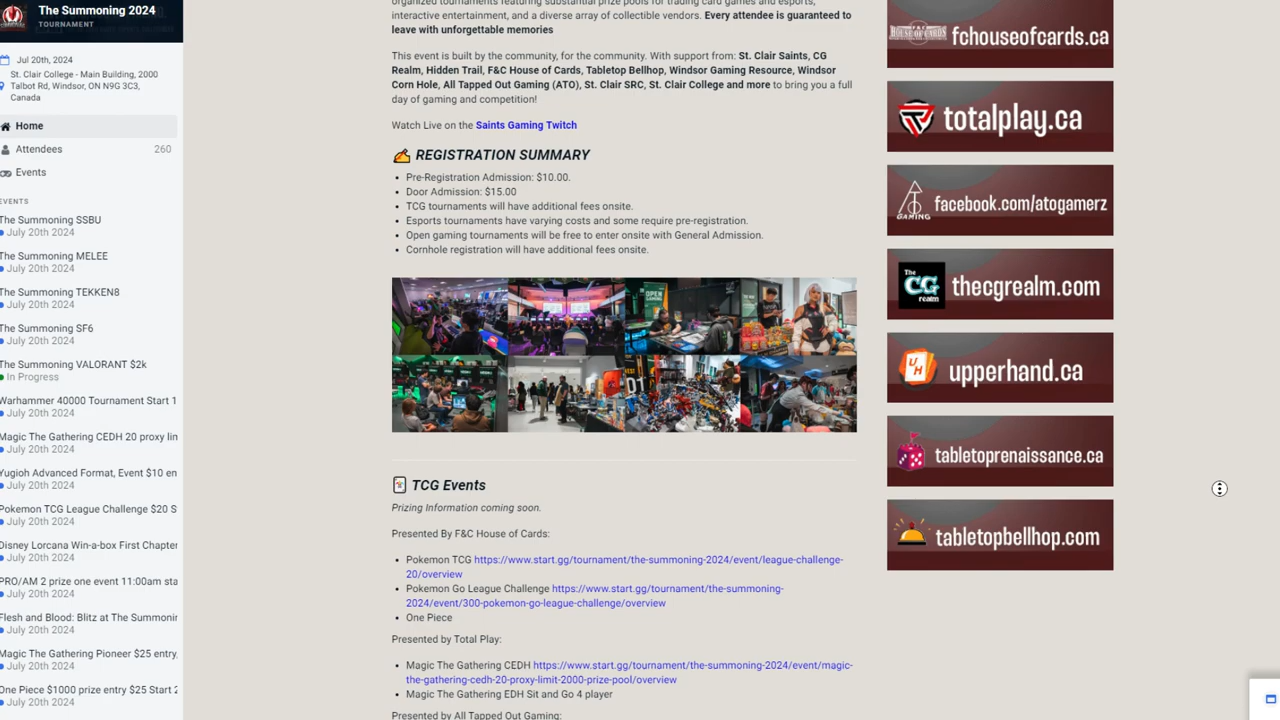 The Summoning 2024
TOURNAMENT
Jul 20th, 2024
St. Clair College - Main Building, 2000
Talbot Rd, Windsor, ON N9G 3C3,
Canada
Home
Attendees 260
Events
EVENTS
The Summoning SSBU
July 20th 2024
The Summoning MELEE
July 20th 2024
The Summoning TEKKEN8
July 20th 2024
The Summoning SF6
July 20th 2024
The Summoning VALORANT $2k
In Progress
Warhammer 40000 Tournament Start 1
July 20th 2024
Magic The Gathering CEDH 20 proxy lim
July 20th 2024
Yugioh Advanced Format, Event $10 en
July 20th 2024
Pokemon TCG League Challenge $20 S
July 20th 2024
Disney Lorcana Win-a-box First Chapter
July 20th 2024
PRO/AM 2 prize one event 11:00am sta
July 20th 2024
Flesh and Blood: Blitz at The Summonin
July 20th 2024
Magic The Gathering Pioneer $25 entry,
July 20th 2024
One Piece $1000 prize entry $25 Start 2
July 20th 2024
organized tournaments featuring substantial prize pools for trading card games and esports,
interactive entertainment, and a diverse array of collectible vendors. Every attendee is guaranteed to
leave with unforgettable memories
This event is built by the community, for the community. With support from: St. Clair Saints, CG
Realm, Hidden Trail, F&C House of Cards, Tabletop Bellhop, Windsor Gaming Resource, Windsor
Corn Hole, All Tapped Out Gaming (ATO), St. Clair SRC, St. Clair College and more to bring you a full
day of gaming and competition!
Watch Live on the Saints Gaming Twitch
✍️ REGISTRATION SUMMARY
• Pre-Registration Admission: $10.00.
• Door Admission: $15.00
• TCG tournaments will have additional fees onsite.
• Esports tournaments have varying costs and some require pre-registration.
• Open gaming tournaments will be free to enter onsite with General Admission.
• Cornhole registration will have additional fees onsite.
OPEN
🃏 TCG Events
Prizing Information coming soon.
Presented By F&C House of Cards:
• Pokemon TCG https://www.start.gg/tournament/the-summoning-2024/event/league-challenge-
20/overview
• Pokemon Go League Challenge https://www.start.gg/tournament/the-summoning-
2024/event/300-pokemon-go-league-challenge/overview
• One Piece
Presented by Total Play:
• Magic The Gathering CEDH https://www.start.gg/tournament/the-summoning-2024/event/magic-
the-gathering-cedh-20-proxy-limit-2000-prize-pool/overview
• Magic The Gathering EDH Sit and Go 4 player
Presented by All Tapped Out Gaming:
HOUSE OF CARDS fchouseofcards.ca
totalplay.ca
GAMING facebook.com/atogamerz
The CG realm thecgrealm.com
UH upperhand.ca
tabletoprenaissance.ca
tabletopbellhop.com